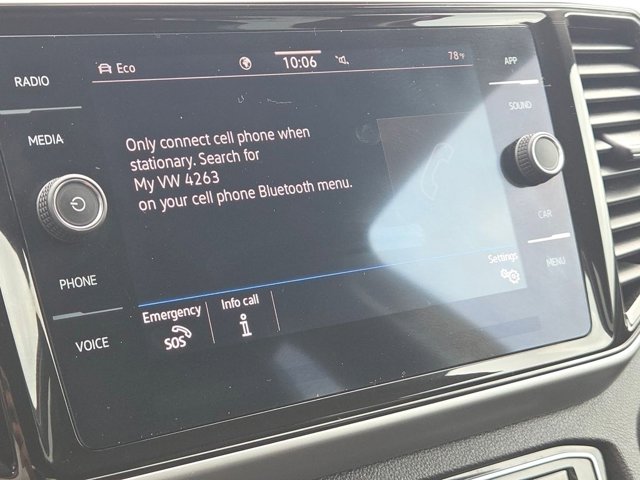 RADIO
MEDIA
PHONE
VOICE
Eco
10:06
78°F
Only connect cell phone when
stationary. Search for
My VW 4263
on your cell phone Bluetooth menu.
Emergency
SOS
Info call
Settings
APP
SOUND
CAR
MENU